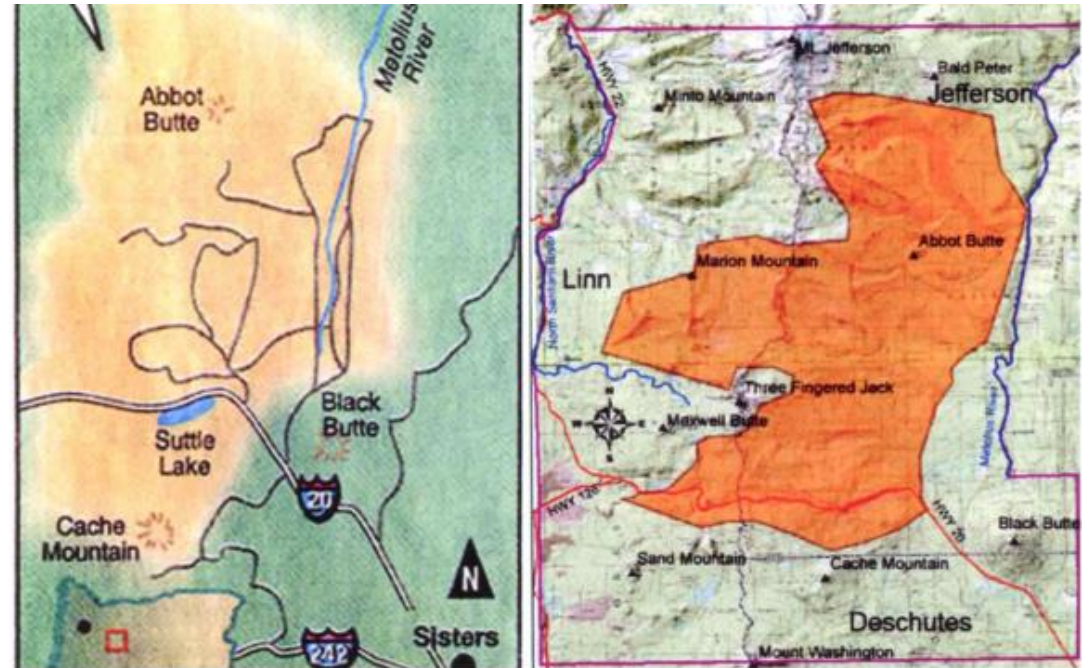 Metolius
River
Abbot
Butte
Black
Butte
Suttle
Lake
20
Cache
Mountain
N
Sisters
242
Mt. Jefferson
Bald Peter
HWY 22
Minto Mountain
Jefferson
Abbot Butte
Marion Mountain
Linn
North Santiam River
Three Fingered Jack
N
W
E
S
Maxwell Butte
Metolius River
HWY 126
HWY 20
Black Butte
Sand Mountain
Cache Mountain
Deschutes
Mount Washington